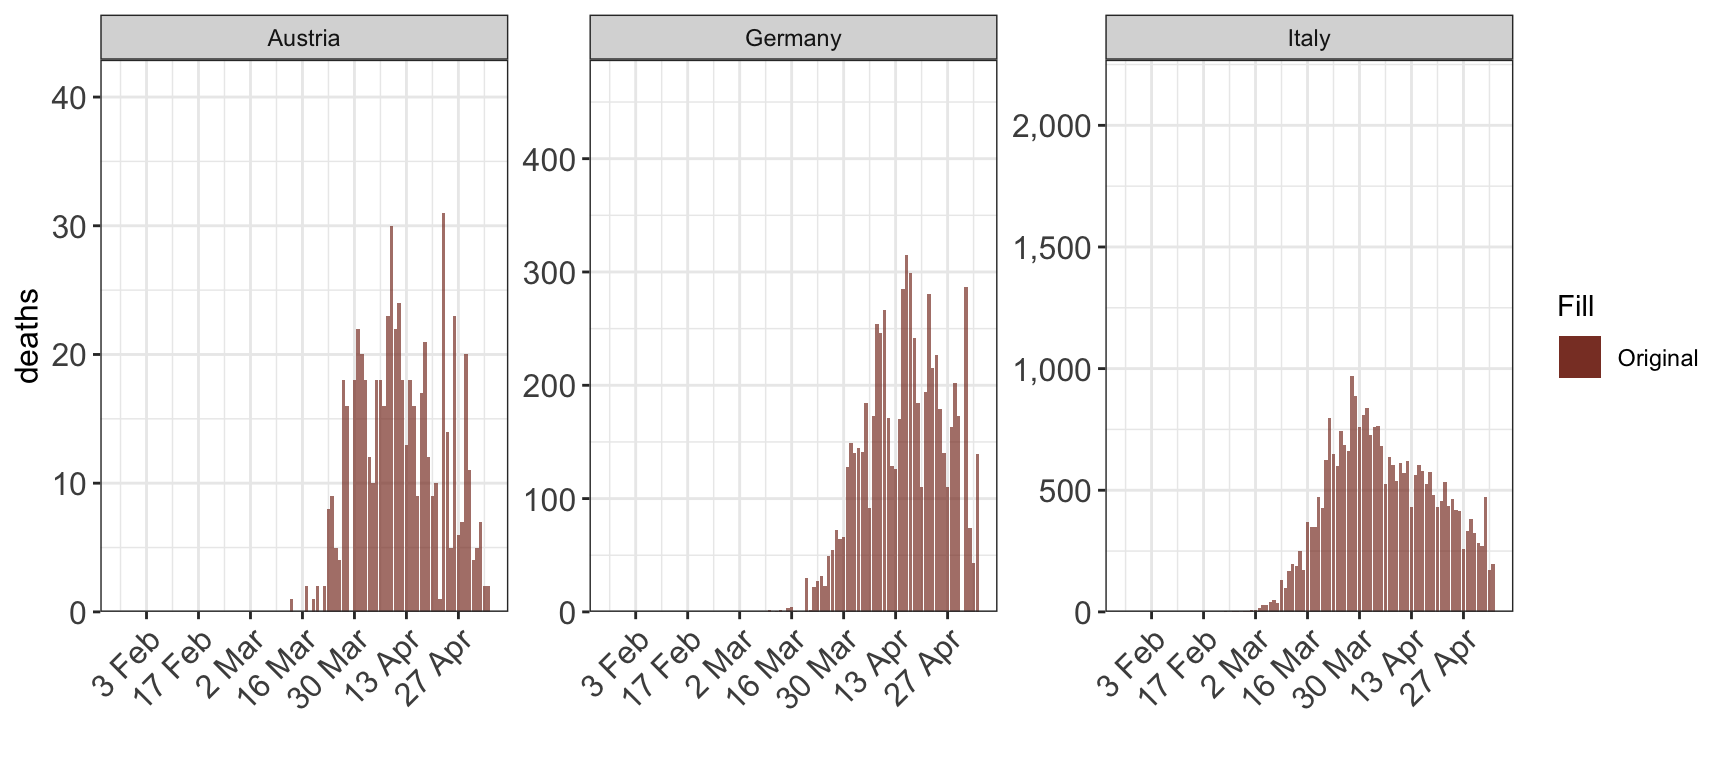 Austria
Germany
Italy
deaths
40
30
20
10
0
400
300
200
100
0
2,000
1,500
1,000
500
0
3 Feb
17 Feb
2 Mar
16 Mar
30 Mar
13 Apr
27 Apr
3 Feb
17 Feb
2 Mar
16 Mar
30 Mar
13 Apr
27 Apr
3 Feb
17 Feb
2 Mar
16 Mar
30 Mar
13 Apr
27 Apr
Fill
Original